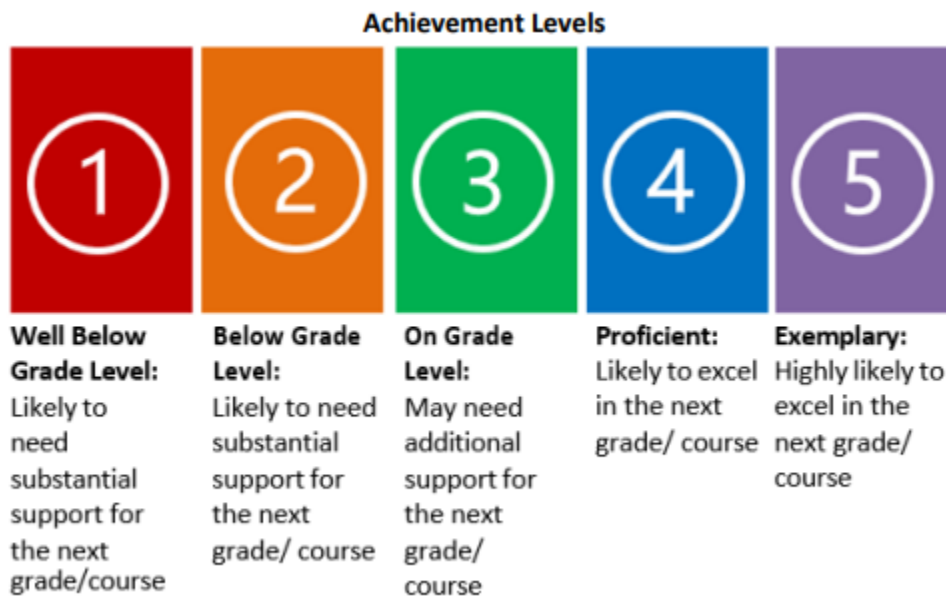 Achievement Levels
1
2
3
4
5
Well Below
Grade Level:
Likely to
need
substantial
support for
the next
grade/course
Below Grade
Level:
Likely to need
substantial
support for
the next
grade/ course
On Grade
Level:
May need
additional
support for
the next
grade/
course
Proficient:
Likely to excel
in the next
grade/ course
Exemplary:
Highly likely to
excel in the
next grade/
course